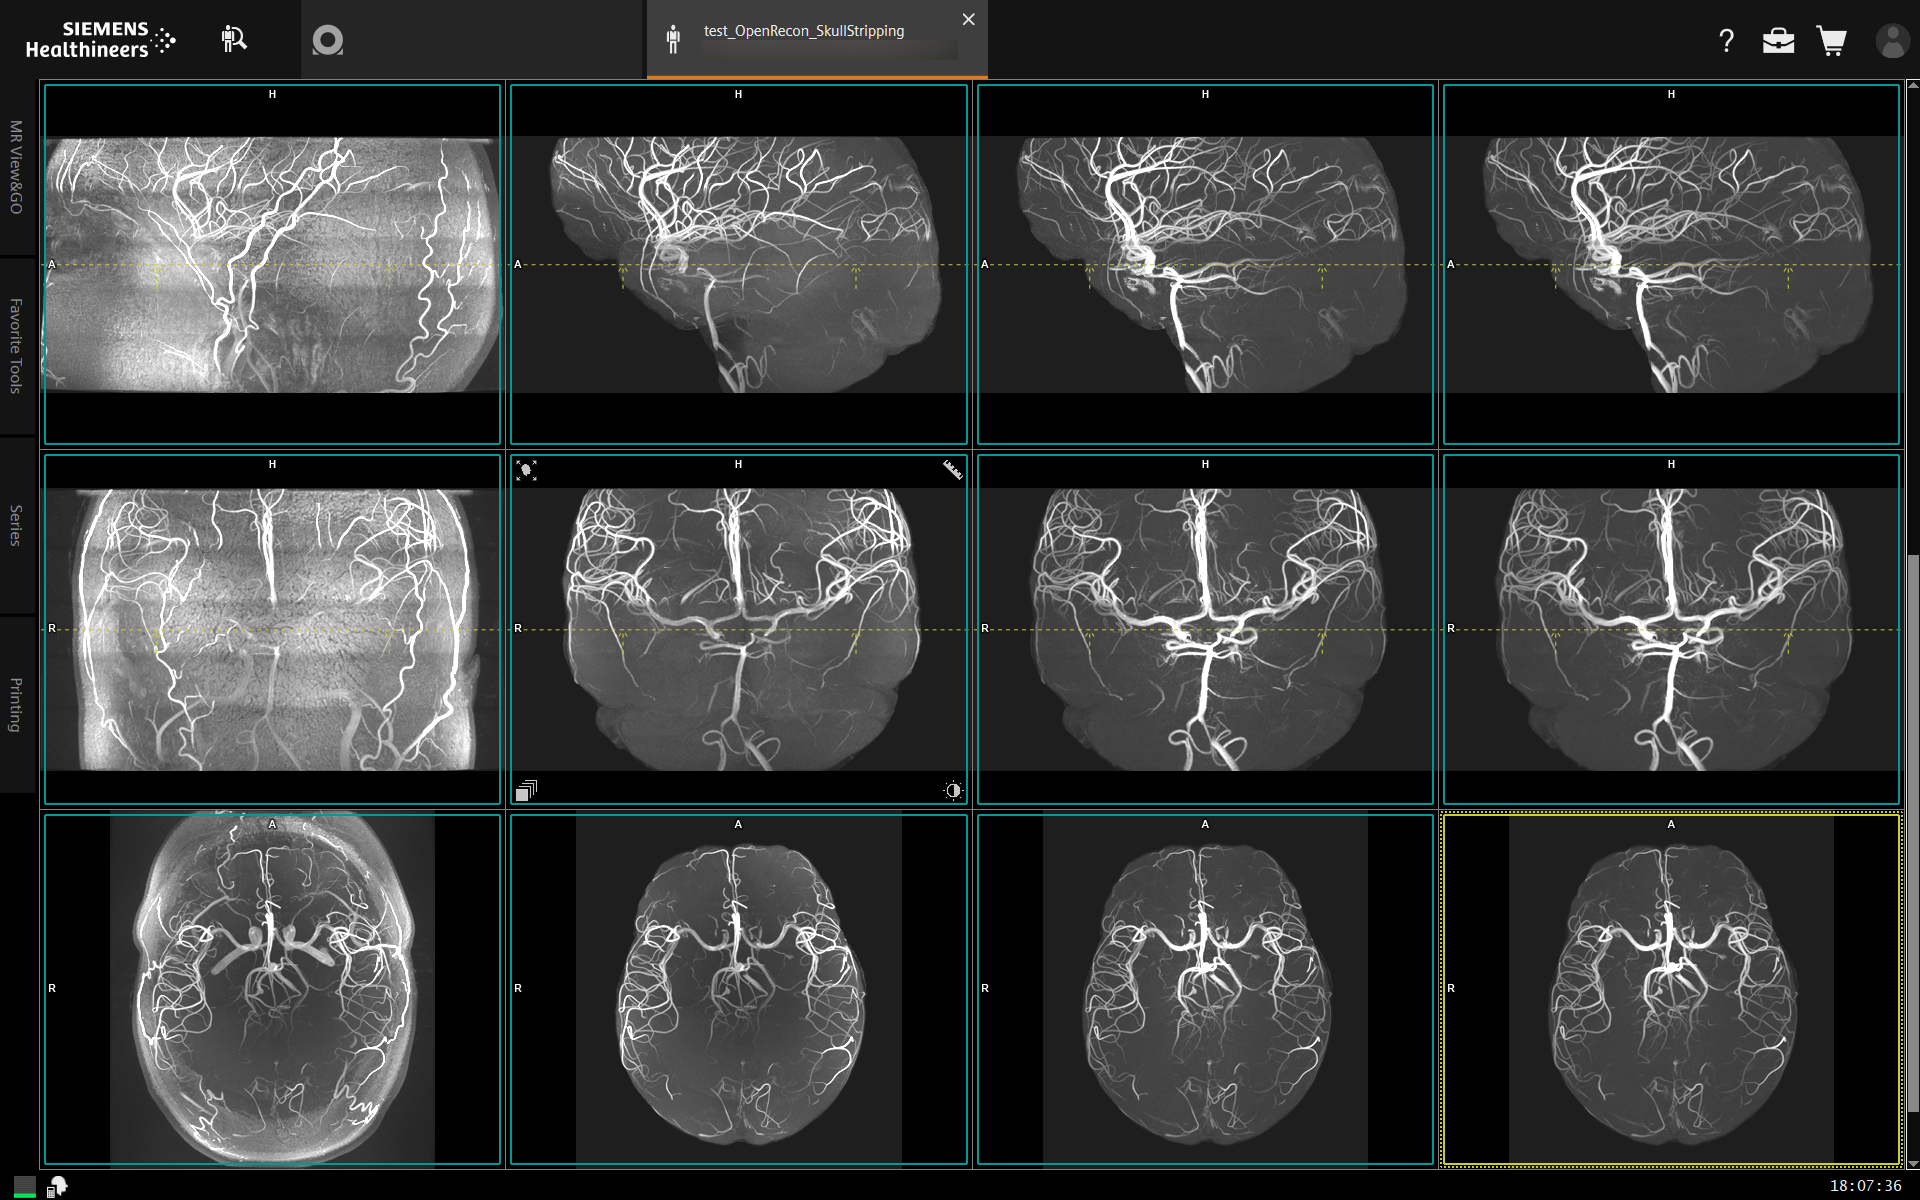 SIEMENS
Healthineers
test_OpenRecon_SkullStripping
?
MR View&GO
Favorite Tools
Series
Printing
H
H
H
H
A
A
A
A
H
H
H
H
R
R
R
R
A
A
A
A
R
R
R
R
18:07:36